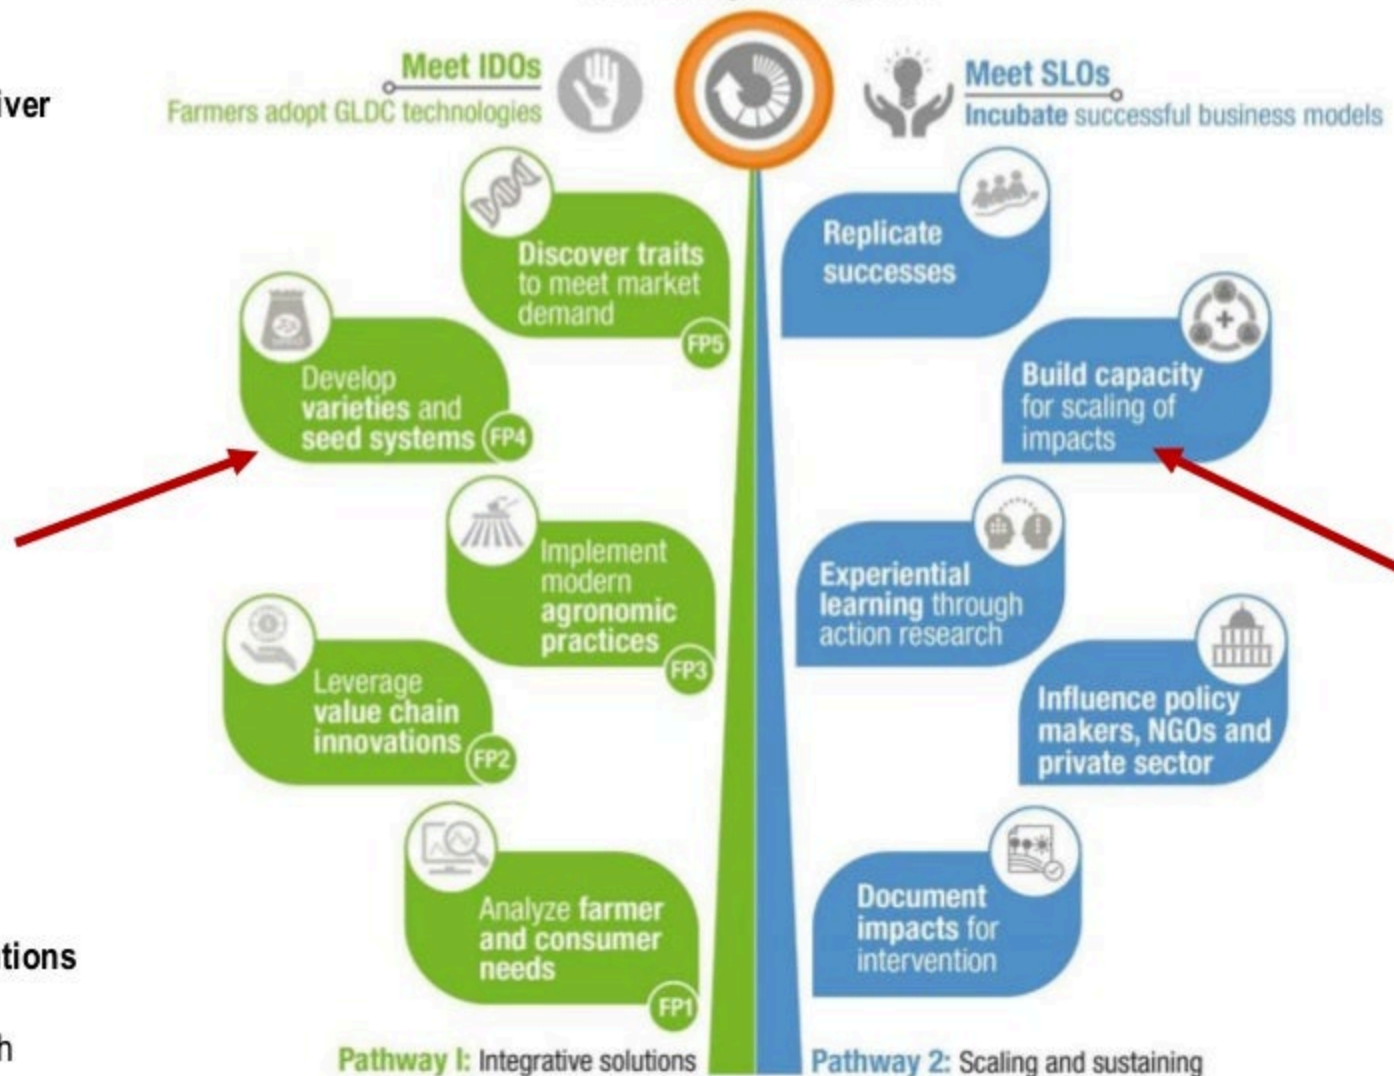 Meet IDOs
Farmers adopt GLDC technologies
Meet SLOs
Incubate successful business models
iver
Discover traits
to meet market
demand
FP5
Replicate
successes
Develop
varieties and
seed systems
FP4
Build capacity
for scaling of
impacts
Implement
modern
agronomic
practices
FP3
Experiential
learning through
action research
Leverage
value chain
innovations
FP2
Influence policy
makers, NGOs and
private sector
Analyze farmer
and consumer
needs
FP1
Document
impacts for
intervention
tions
h
Pathway I: Integrative solutions
Pathway 2: Scaling and sustaining